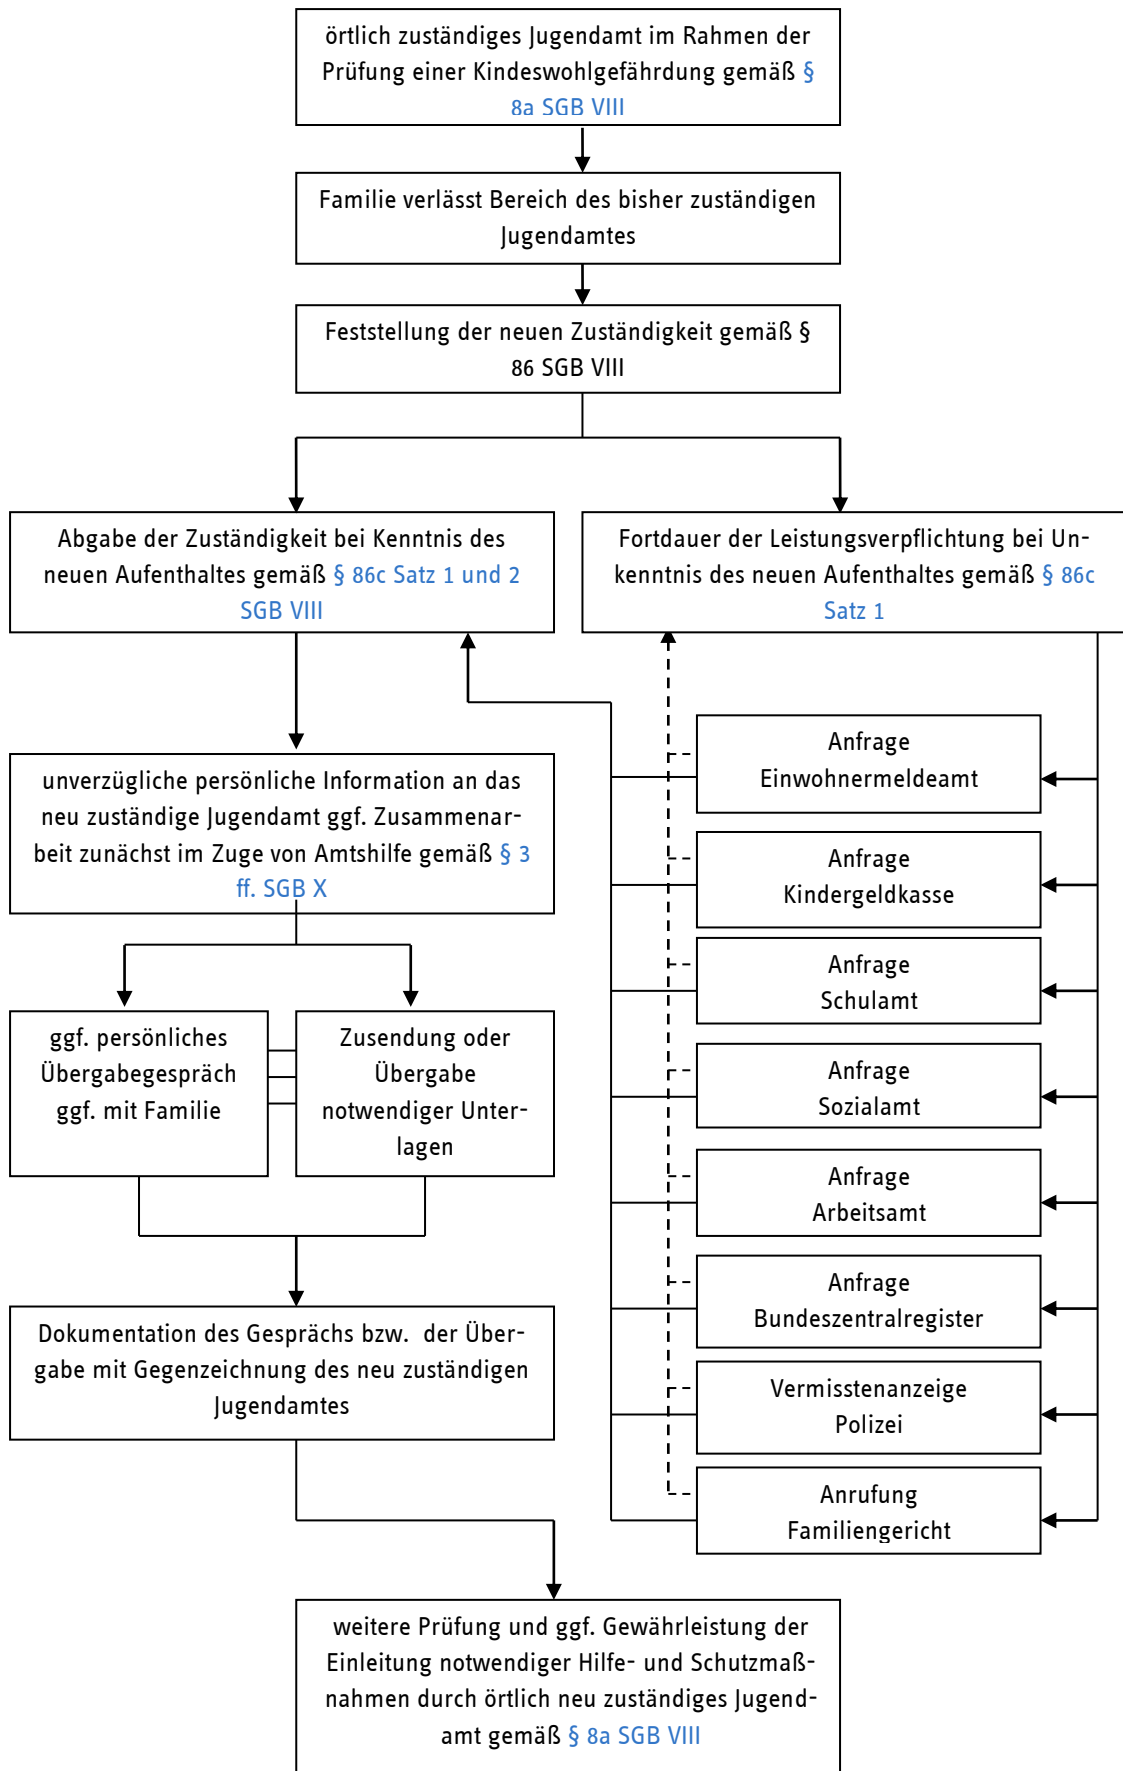 örtlich zuständiges Jugendamt im Rahmen der
Prüfung einer Kindeswohlgefährdung gemäß §
8a SGB VIII
Familie verlässt Bereich des bisher zuständigen
Jugendamtes
Feststellung der neuen Zuständigkeit gemäß §
86 SGB VIII
Abgabe der Zuständigkeit bei Kenntnis des
neuen Aufenthaltes gemäß § 86c Satz 1 und 2
SGB VIII
Fortdauer der Leistungsverpflichtung bei Un-
kenntnis des neuen Aufenthaltes gemäß § 86c
Satz 1
unverzügliche persönliche Information an das
neu zuständige Jugendamt ggf. Zusammenar-
beit zunächst im Zuge von Amtshilfe gemäß § 3
ff. SGB X
ggf. persönliches
Übergabegespräch
ggf. mit Familie
Zusendung oder
Übergabe
notwendiger Unter-
lagen
Dokumentation des Gesprächs bzw.  der Über-
gabe mit Gegenzeichnung des neu zuständigen
Jugendamtes
Anfrage
Einwohnermeldeamt
Anfrage
Kindergeldkasse
Anfrage
Schulamt
Anfrage
Sozialamt
Anfrage
Arbeitsamt
Anfrage
Bundeszentralregister
Vermisstenanzeige
Polizei
Anrufung
Familiengericht
weitere Prüfung und ggf. Gewährleistung der
Einleitung notwendiger Hilfe- und Schutzmaß-
nahmen durch örtlich neu zuständiges Jugend-
amt gemäß § 8a SGB VIII